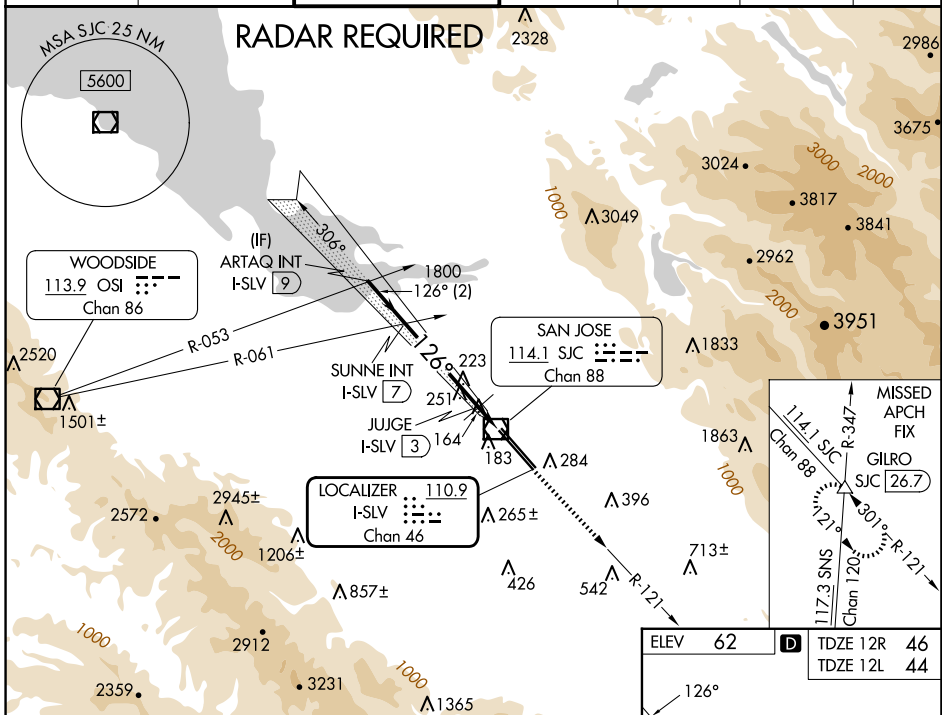 RADAR REQUIRED
MSA SJC 25 NM
5600
2328
2986
3675
3024
3000
2000
3817
3841
1000
3049
2962
2000
3951
306°
(IF)
ARTAQ INT
I-SLV 9
1800
126° (2)
WOODSIDE
113.9 OSI
Chan 86
R-053
R-061
2520
1501±
SUNNE INT
I-SLV 7
126°
223
251
SAN JOSE
114.1 SJC
Chan 88
1833
JUJGE
I-SLV 3
164
183
284
1863
1000
MISSED
APCH
FIX
114.1 SJC
Chan 88
R-347
GILRO
SJC 26.7
121°
301°
R-121
117.3 SNS
Chan 120
LOCALIZER
110.9
I-SLV
Chan 46
396
265±
2945±
2572
2000
1206±
426
542
713±
R-121
857±
1000
2912
2359
3231
1000
1365
ELEV 62
D
TDZE 12R 46
TDZE 12L 44
126°